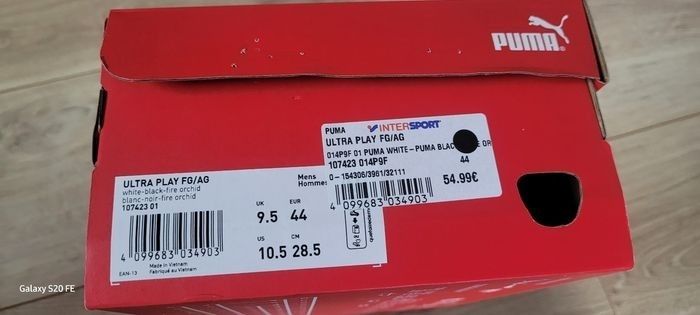 PUMA
PUMA INTERSPORT
ULTRA PLAY FG/AG
014P9F 01 PUMA WHITE-PUMA BLAC
107423 014P9F 44
0-154306/3961/32111
54.99€
4 099683 034903
ULTRA PLAY FG/AG
white-black-fire orchid
blanc-noir-fire orchid
107423 01
Mens
Homme
UK EUR
9.5 44
US CM
10.5 28.5
4 099683 034903
Made in Vietnam
EAN-13 Fabriqué au Vietnam
Galaxy S20 FE